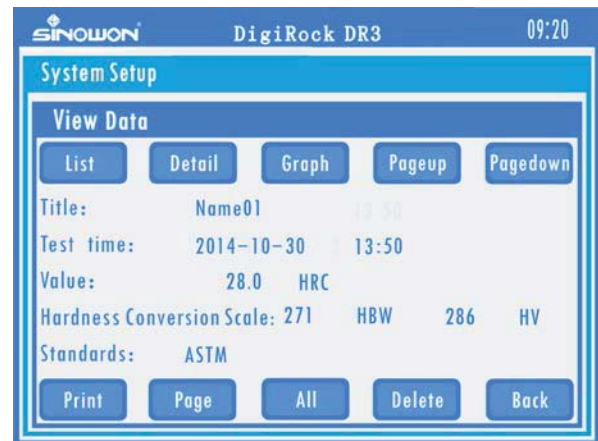 SINOWON DigiRock DR3 09:20
System Setup
View Data
List Detail Graph Pageup Pagedown
Title: Name01
Test time: 2014-10-30 13:50
Value: 28.0 HRC
Hardness Conversion Scale: 271 HBW 286 HV
Standards: ASTM
Print Page All Delete Back